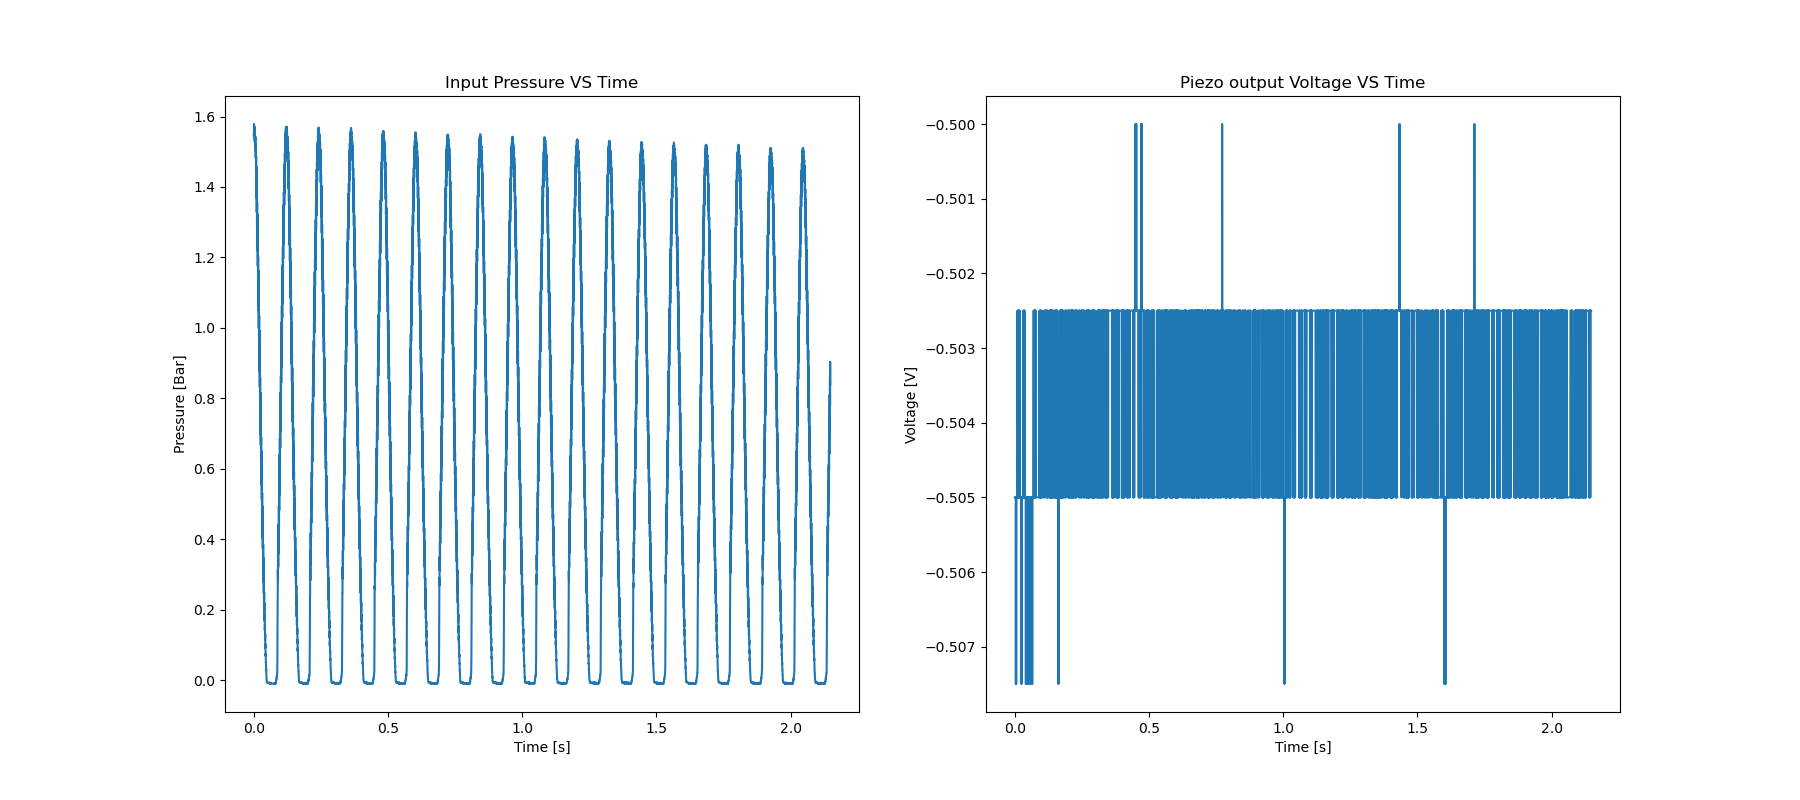 Input Pressure VS Time
1.6
1.4
1.2
1.0
0.8
0.6
0.4
0.2
0.0
Pressure [Bar]
0.0 0.5 1.0 1.5 2.0
Time [s]
Piezo output Voltage VS Time
−0.500
−0.501
−0.502
−0.503
−0.504
−0.505
−0.506
−0.507
Voltage [V]
0.0 0.5 1.0 1.5 2.0
Time [s]